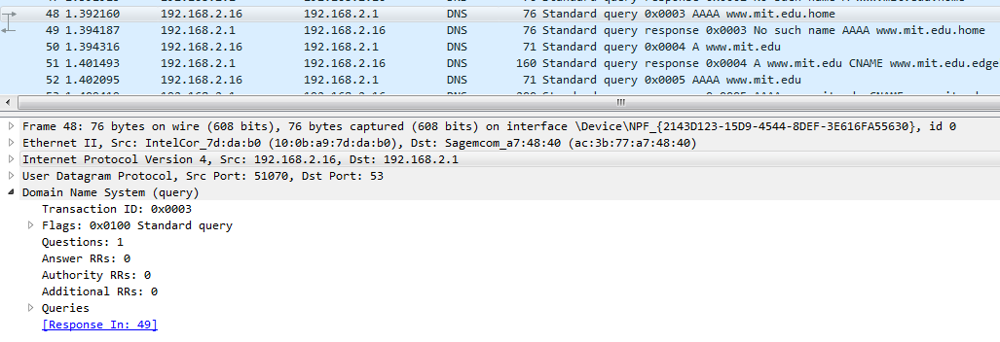 48 1.392160 192.168.2.16 192.168.2.1 DNS 76 Standard query 0x0003 AAAA www.mit.edu.home
49 1.394187 192.168.2.1 192.168.2.16 DNS 76 Standard query response 0x0003 No such name AAAA www.mit.edu.home
50 1.394316 192.168.2.16 192.168.2.1 DNS 71 Standard query 0x0004 A www.mit.edu
51 1.401493 192.168.2.1 192.168.2.16 DNS 160 Standard query response 0x0004 A www.mit.edu CNAME www.mit.edu.edge
52 1.402095 192.168.2.16 192.168.2.1 DNS 71 Standard query 0x0005 AAAA www.mit.edu
Frame 48: 76 bytes on wire (608 bits), 76 bytes captured (608 bits) on interface \Device\NPF_{2143D123-15D9-4544-8DEF-3E616FA55630}, id 0
Ethernet II, Src: IntelCor_7d:da:b0 (10:0b:a9:7d:da:b0), Dst: Sagemcom_a7:48:40 (ac:3b:77:a7:48:40)
Internet Protocol Version 4, Src: 192.168.2.16, Dst: 192.168.2.1
User Datagram Protocol, Src Port: 51070, Dst Port: 53
Domain Name System (query)
Transaction ID: 0x0003
Flags: 0x0100 Standard query
Questions: 1
Answer RRs: 0
Authority RRs: 0
Additional RRs: 0
Queries
[Response In: 49]